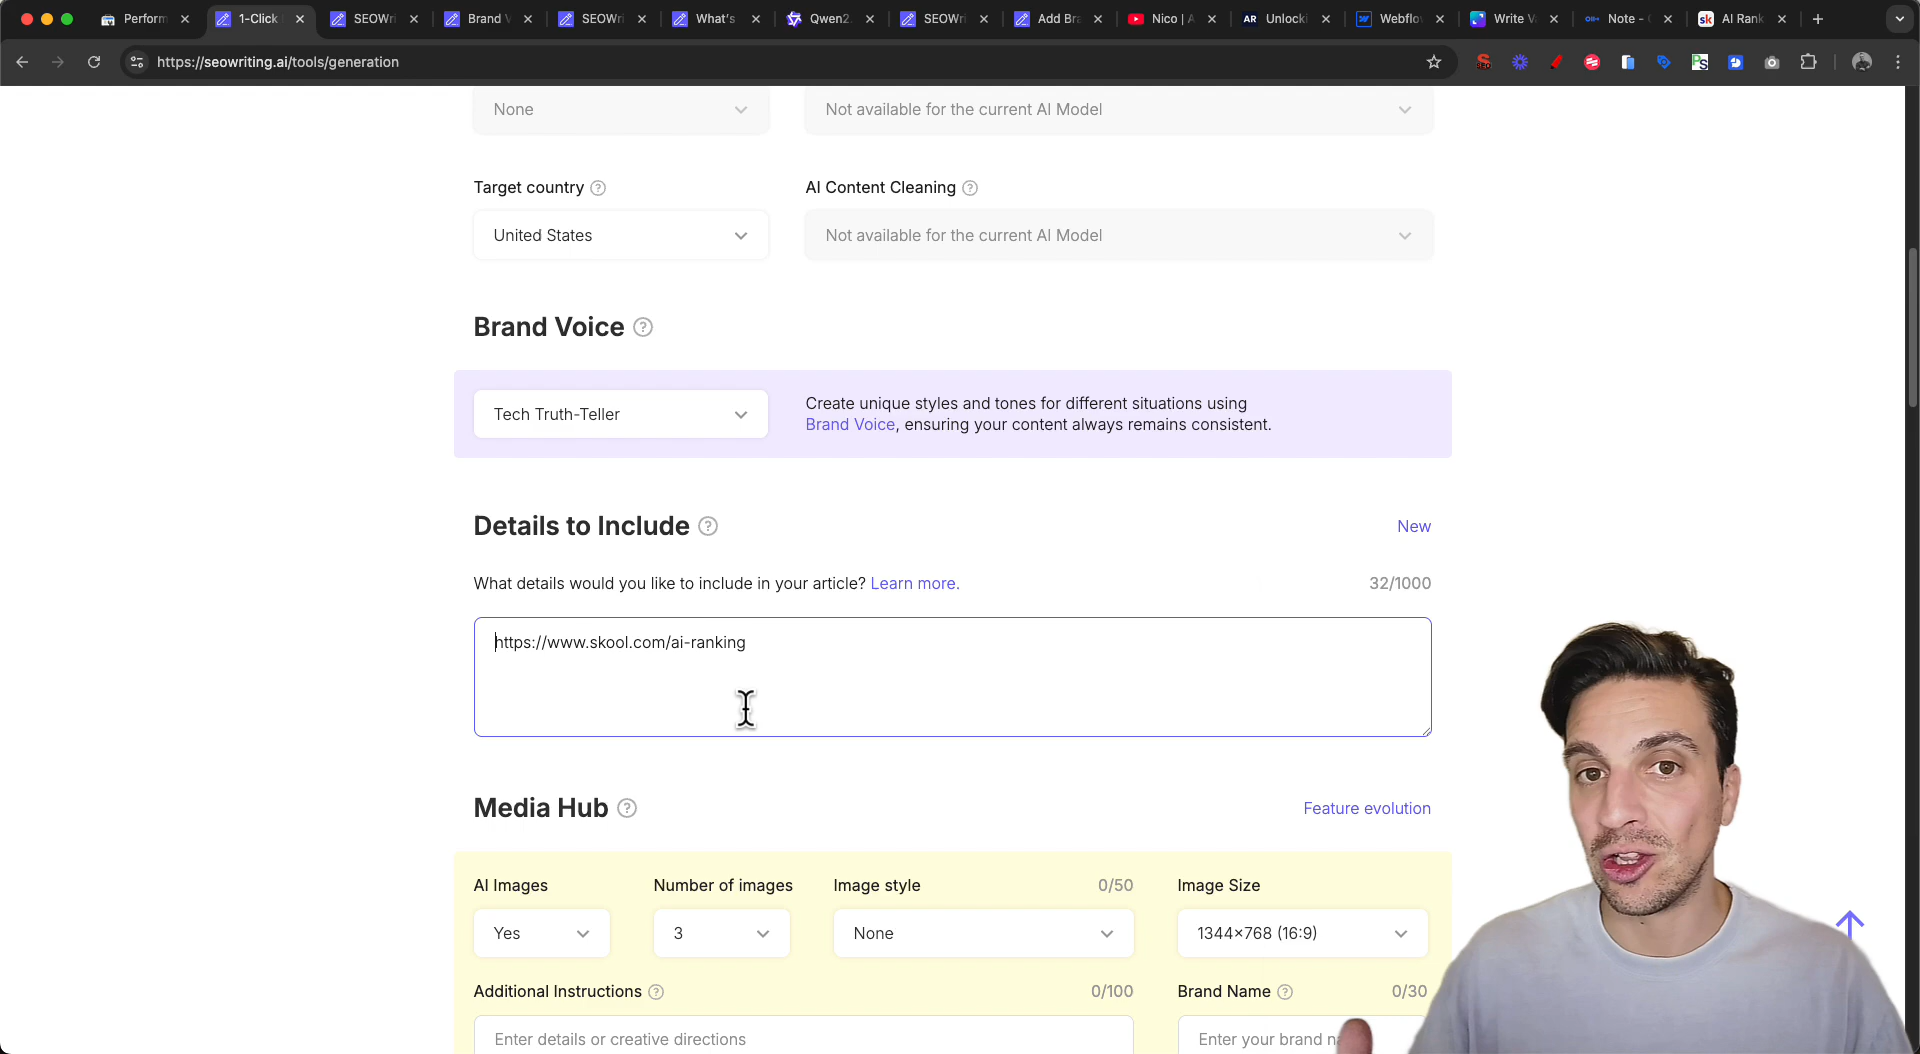 Perform
1-Click
SEOWri
Brand V
SEOWri
What's
Qwen2.
SEOWri
Add Bra
Nico | A
Unlocki
Webflo
Write Va
Note -
AI Rank
https://seowriting.ai/tools/generation
None
Not available for the current AI Model
Target country
AI Content Cleaning
United States
Not available for the current AI Model
Brand Voice
Tech Truth-Teller
Create unique styles and tones for different situations using
Brand Voice, ensuring your content always remains consistent.
Details to Include
New
What details would you like to include in your article? Learn more.
32/1000
https://www.skool.com/ai-ranking
Media Hub
Feature evolution
AI Images
Number of images
Image style
0/50
Image Size
Yes
3
None
1344×768 (16:9)
Additional Instructions
0/100
Brand Name
0/30
Enter details or creative directions
Enter your brand